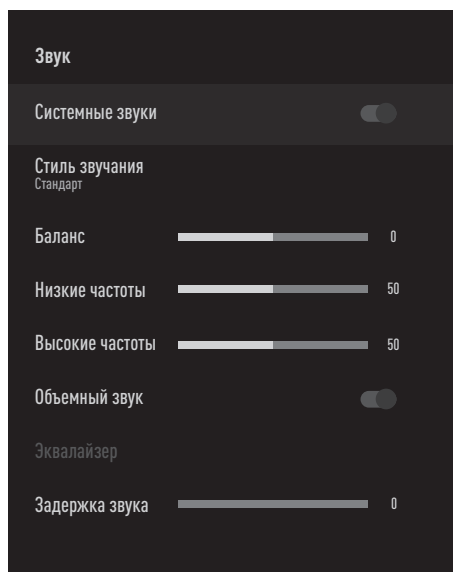 Звук
Системные звуки
Стиль звучания
Стандарт
Баланс 0
Низкие частоты 50
Высокие частоты 50
Объемный звук
Эквалайзер
Задержка звука 0